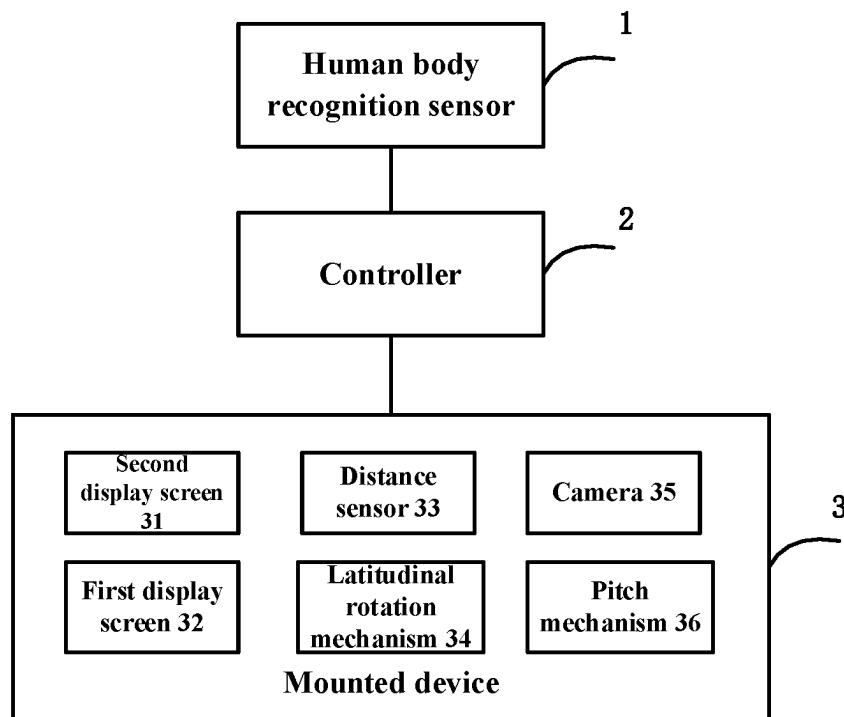 1
Human body
recognition sensor
2
Controller
3
Second
display screen
31
Distance
sensor 33
Camera 35
First display
screen 32
Latitudinal
rotation
mechanism 34
Pitch
mechanism 36
Mounted device